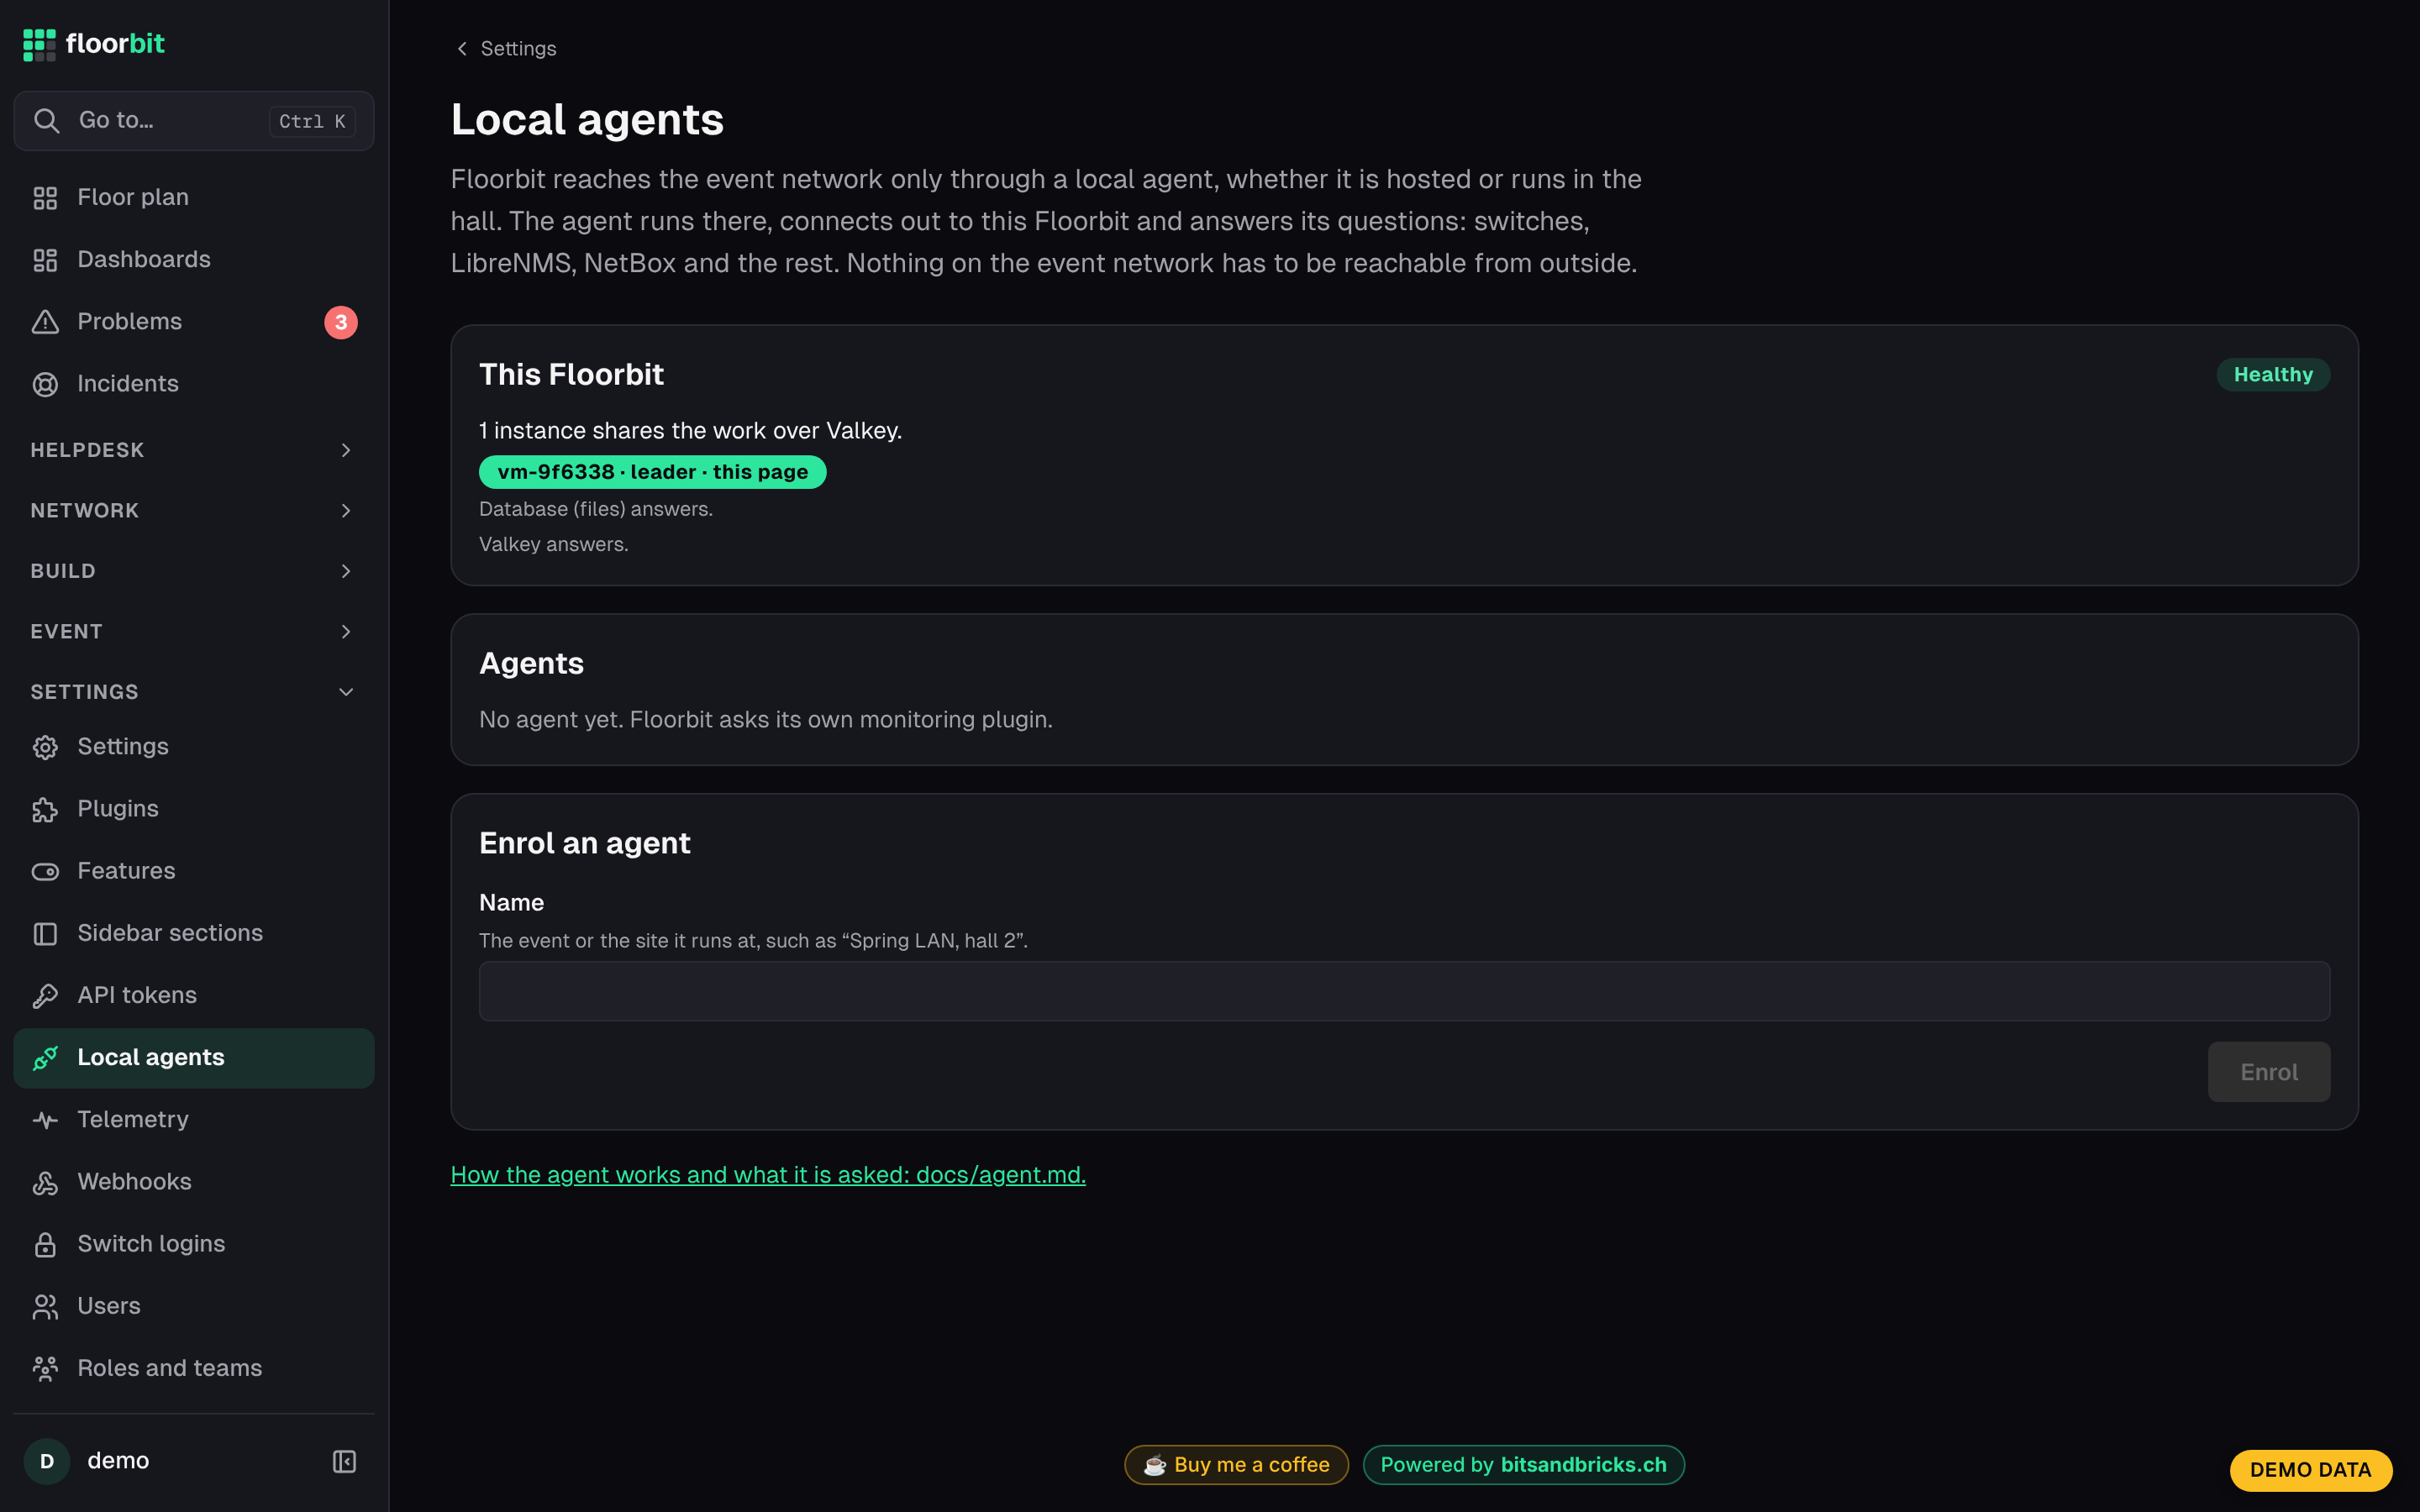 floorbit
Go to...
Ctrl K
Floor plan
Dashboards
Problems
3
Incidents
HELPDESK
NETWORK
BUILD
EVENT
SETTINGS
Settings
Plugins
Features
Sidebar sections
API tokens
Local agents
Telemetry
Webhooks
Switch logins
Users
Roles and teams
D
demo
Settings
Local agents
Floorbit reaches the event network only through a local agent, whether it is hosted or runs in the
hall. The agent runs there, connects out to this Floorbit and answers its questions: switches,
LibreNMS, NetBox and the rest. Nothing on the event network has to be reachable from outside.
This Floorbit
Healthy
1 instance shares the work over Valkey.
vm-9f6338 · leader · this page
Database (files) answers.
Valkey answers.
Agents
No agent yet. Floorbit asks its own monitoring plugin.
Enrol an agent
Name
The event or the site it runs at, such as “Spring LAN, hall 2”.
Enrol
How the agent works and what it is asked: docs/agent.md.
Buy me a coffee
Powered by bitsandbricks.ch
DEMO DATA